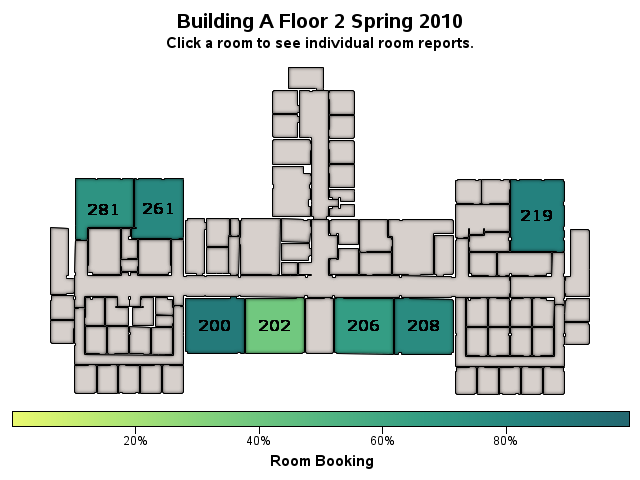 Building A Floor 2 Spring 2010
Click a room to see individual room reports.
281 261 219
200 202 206 208
20% 40% 60% 80%
Room Booking